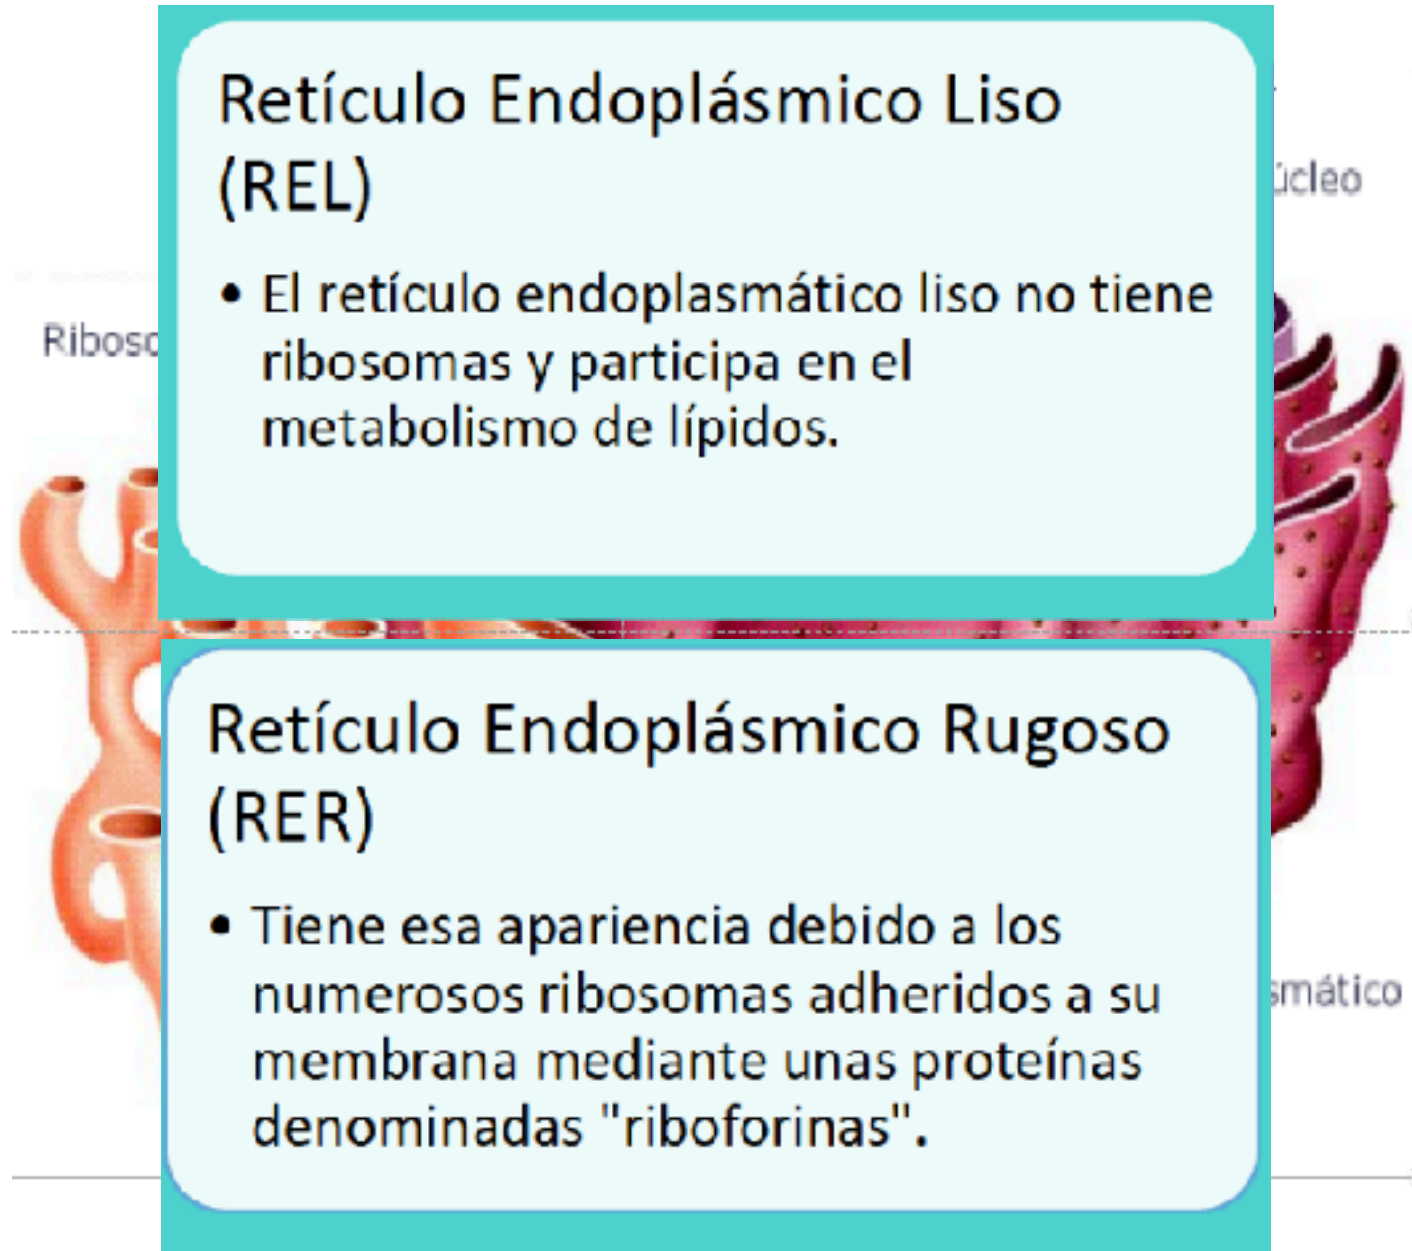 Retículo Endoplásmico Liso
(REL)
• El retículo endoplasmático liso no tiene
ribosomas y participa en el
metabolismo de lípidos.
Retículo Endoplásmico Rugoso
(RER)
• Tiene esa apariencia debido a los
numerosos ribosomas adheridos a su
membrana mediante unas proteínas
denominadas "riboforinas".